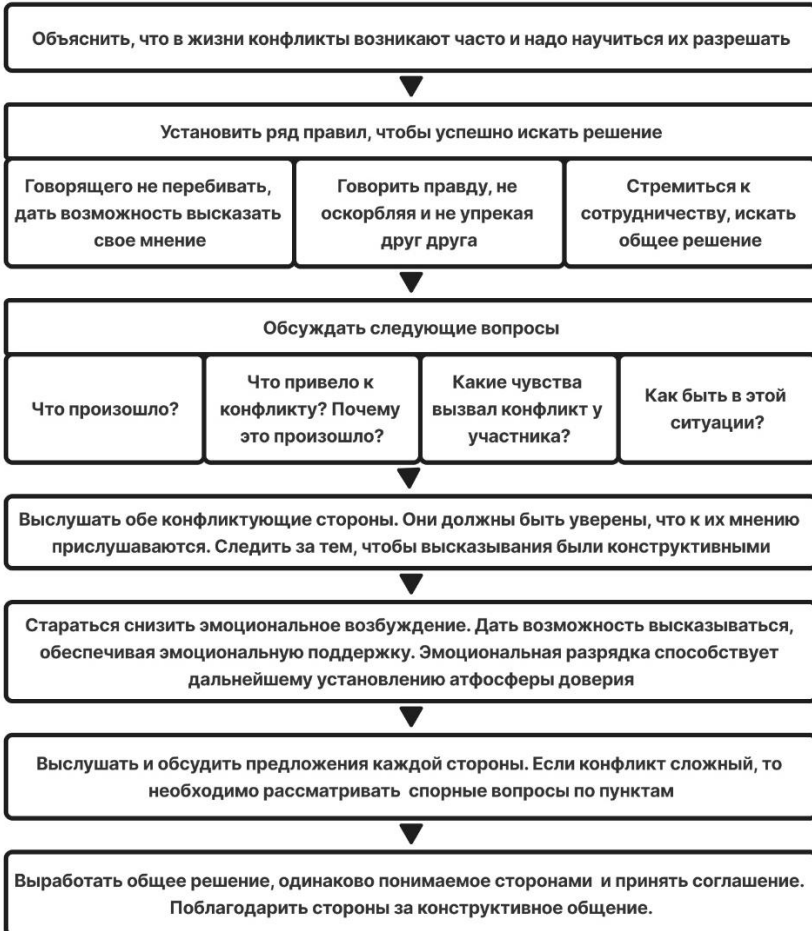 Объяснить, что в жизни конфликты возникают часто и надо научиться их разрешать
Установить ряд правил, чтобы успешно искать решение
Говорящего не перебивать,
дать возможность высказать
свое мнение
Говорить правду, не
оскорбляя и не упрекая
друг друга
Стремиться к
сотрудничеству, искать
общее решение
Обсуждать следующие вопросы
Что произошло?
Что привело к
конфликту? Почему
это произошло?
Какие чувства
вызвал конфликт у
участника?
Как быть в этой
ситуации?
Выслушать обе конфликтующие стороны. Они должны быть уверены, что к их мнению
прислушиваются. Следить за тем, чтобы высказывания были конструктивными
Стараться снизить эмоциональное возбуждение. Дать возможность высказываться,
обеспечивая эмоциональную поддержку. Эмоциональная разрядка способствует
дальнейшему установлению атфосферы доверия
Выслушать и обсудить предложения каждой стороны. Если конфликт сложный, то
необходимо рассматривать спорные вопросы по пунктам
Выработать общее решение, одинаково понимаемое сторонами и принять соглашение.
Поблагодарить стороны за конструктивное общение.